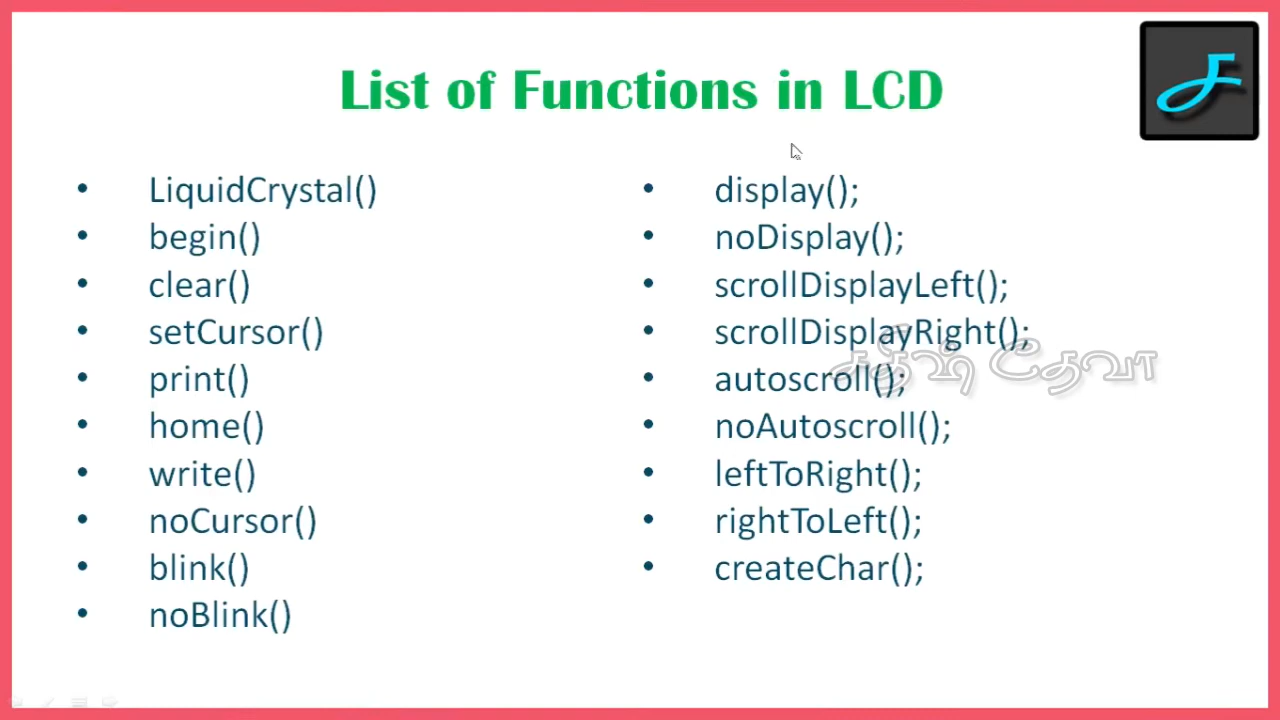 List of Functions in LCD
• LiquidCrystal()
• begin()
• clear()
• setCursor()
• print()
• home()
• write()
• noCursor()
• blink()
• noBlink()
• display();
• noDisplay();
• scrollDisplayLeft();
• scrollDisplayRight();
• autoscroll();
• noAutoscroll();
• leftToRight();
• rightToLeft();
• createChar();
சதீஷ் தேவா